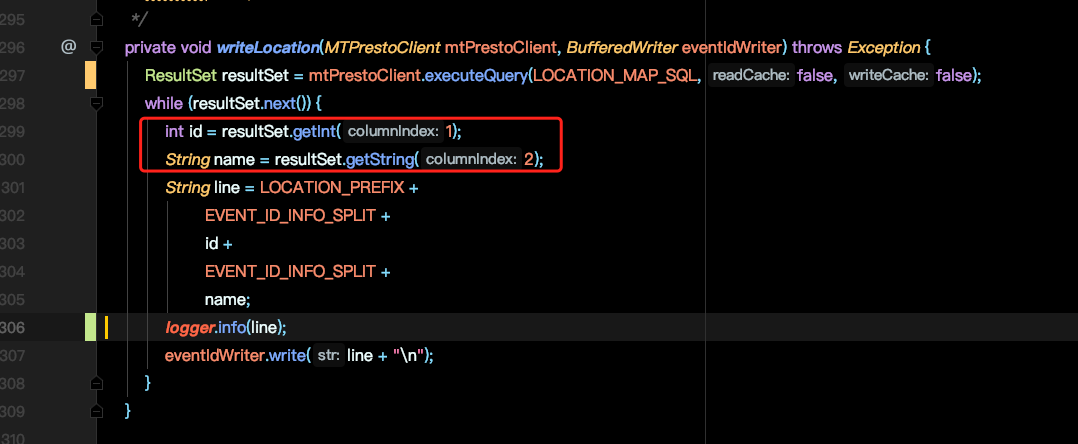 295 */
296 @ private void writeLocation(MTPrestoClient mtPrestoClient, BufferedWriter eventIdWriter) throws Exception {
297 ResultSet resultSet = mtPrestoClient.executeQuery(LOCATION_MAP_SQL, readCache: false, writeCache: false);
298 while (resultSet.next()) {
299 int id = resultSet.getInt( columnIndex: 1);
300 String name = resultSet.getString( columnIndex: 2);
301 String line = LOCATION_PREFIX +
302 EVENT_ID_INFO_SPLIT +
303 id +
304 EVENT_ID_INFO_SPLIT +
305 name;
306 logger.info(line);
307 eventIdWriter.write( str: line + "\n");
308 }
309 }
310